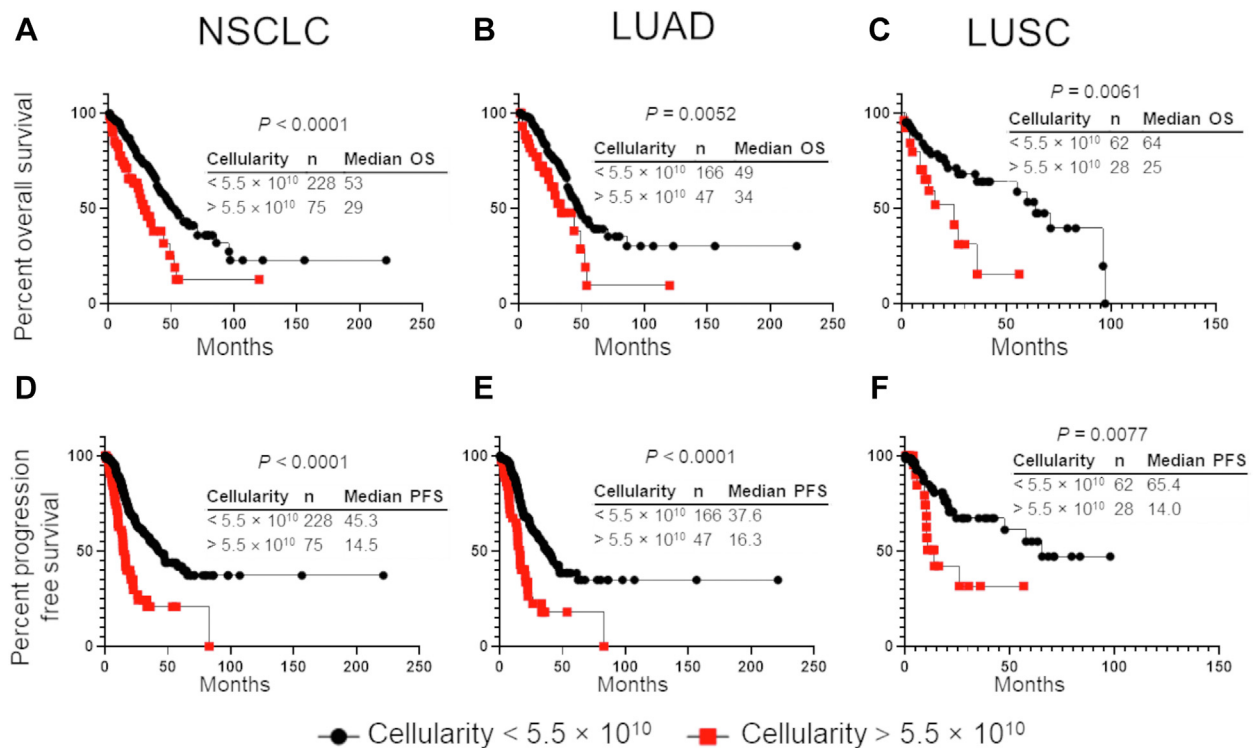 A NSCLC
Percent overall survival
P < 0.0001
Cellularity n Median OS
< 5.5 × 10¹⁰ 228 53
> 5.5 × 10¹⁰ 75 29
100
50
0
0 50 100 150 200 250
Months
B LUAD
P = 0.0052
Cellularity n Median OS
< 5.5 × 10¹⁰ 166 49
> 5.5 × 10¹⁰ 47 34
100
50
0
0 50 100 150 200 250
Months
C LUSC
P = 0.0061
Cellularity n Median OS
< 5.5 × 10¹⁰ 62 64
> 5.5 × 10¹⁰ 28 25
100
50
0
0 50 100 150
Months
D
Percent progression
free survival
P < 0.0001
Cellularity n Median PFS
< 5.5 × 10¹⁰ 228 45.3
> 5.5 × 10¹⁰ 75 14.5
100
50
0
0 50 100 150 200 250
Months
E
P < 0.0001
Cellularity n Median PFS
< 5.5 × 10¹⁰ 166 37.6
> 5.5 × 10¹⁰ 47 16.3
100
50
0
0 50 100 150 200 250
Months
F
P = 0.0077
Cellularity n Median PFS
< 5.5 × 10¹⁰ 62 65.4
> 5.5 × 10¹⁰ 28 14.0
100
50
0
0 50 100 150
Months
Cellularity < 5.5 × 10¹⁰ Cellularity > 5.5 × 10¹⁰